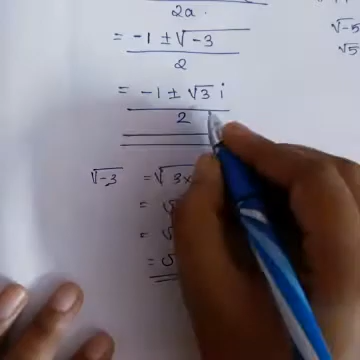 2a.
= -1 ± √-3
2
= -1 ± √3 i
2
√-3 = √3×
= √
= √
=
√-5
√5